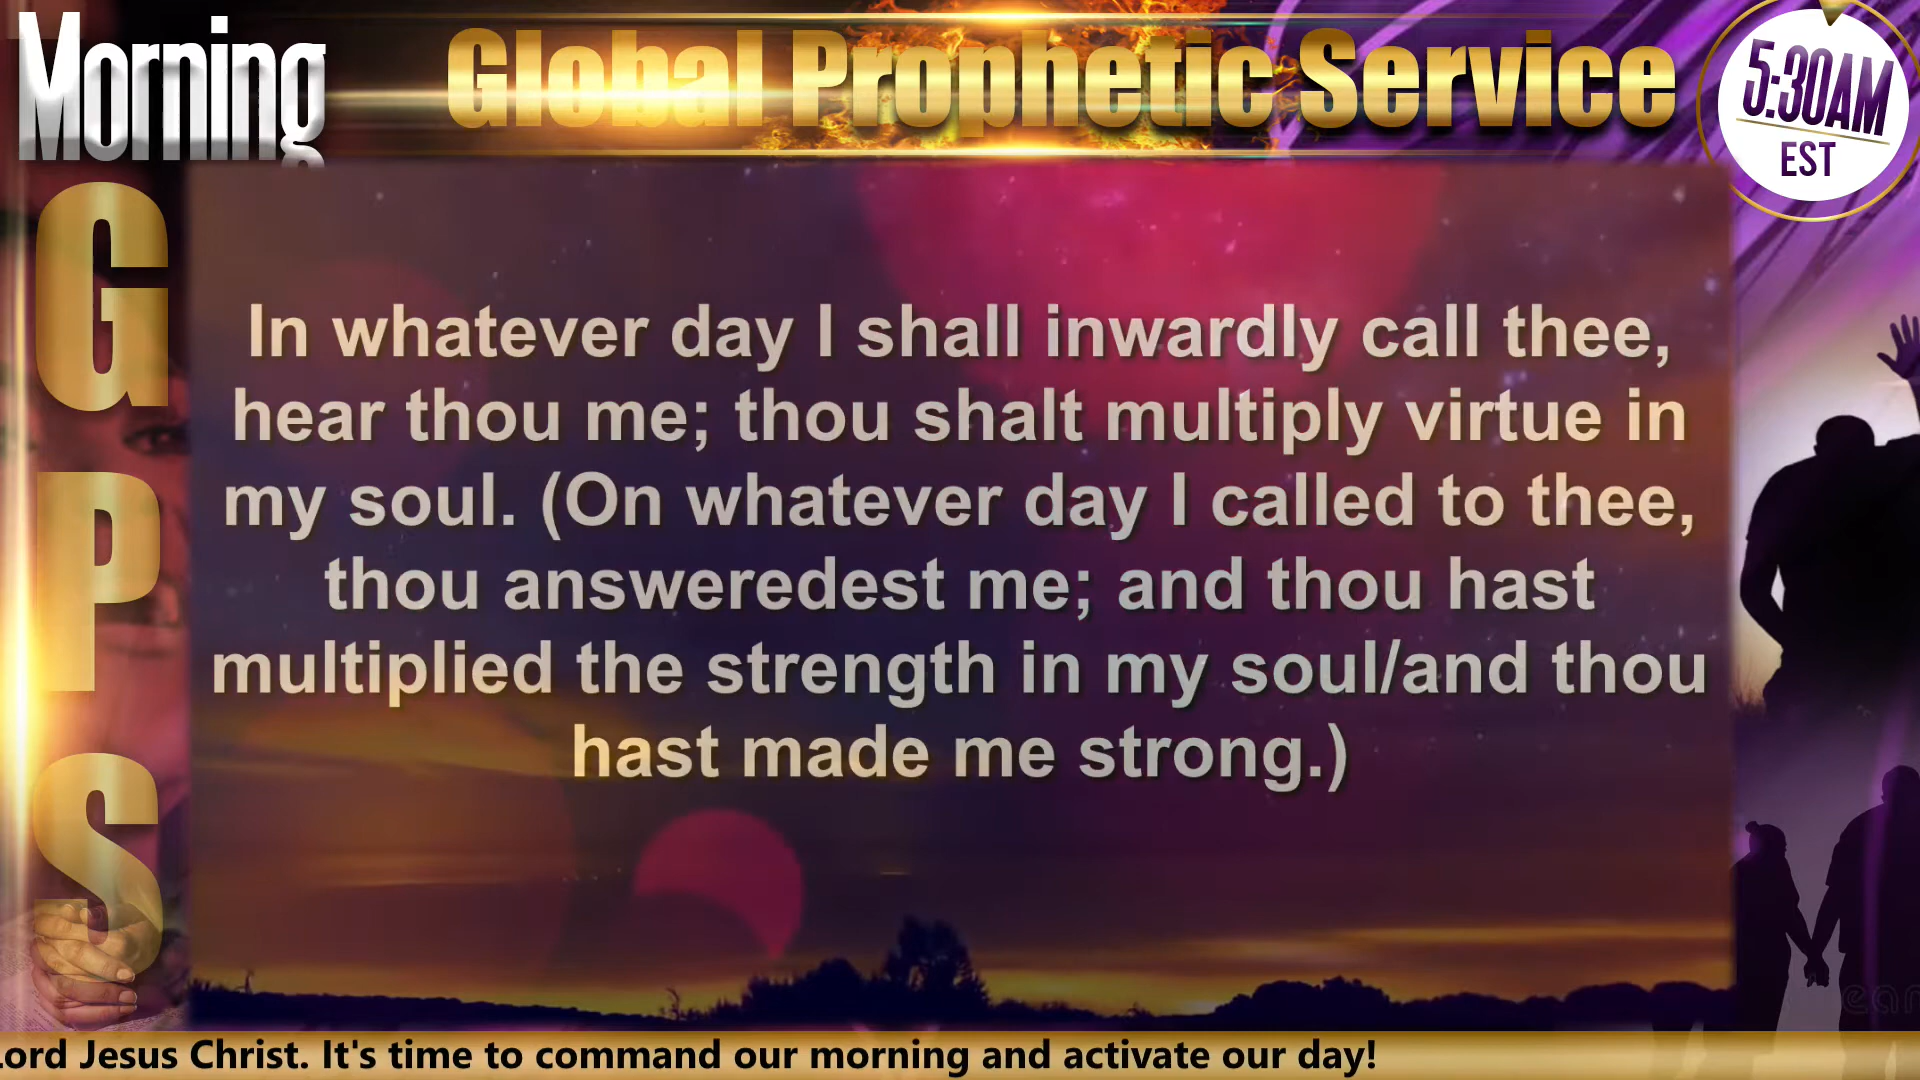 Morning
Global Prophetic Service
5:30AM
EST
G
P
S
In whatever day I shall inwardly call thee,
hear thou me; thou shalt multiply virtue in
my soul. (On whatever day I called to thee,
thou answeredest me; and thou hast
multiplied the strength in my soul/and thou
hast made me strong.)
Lord Jesus Christ. It's time to command our morning and activate our day!